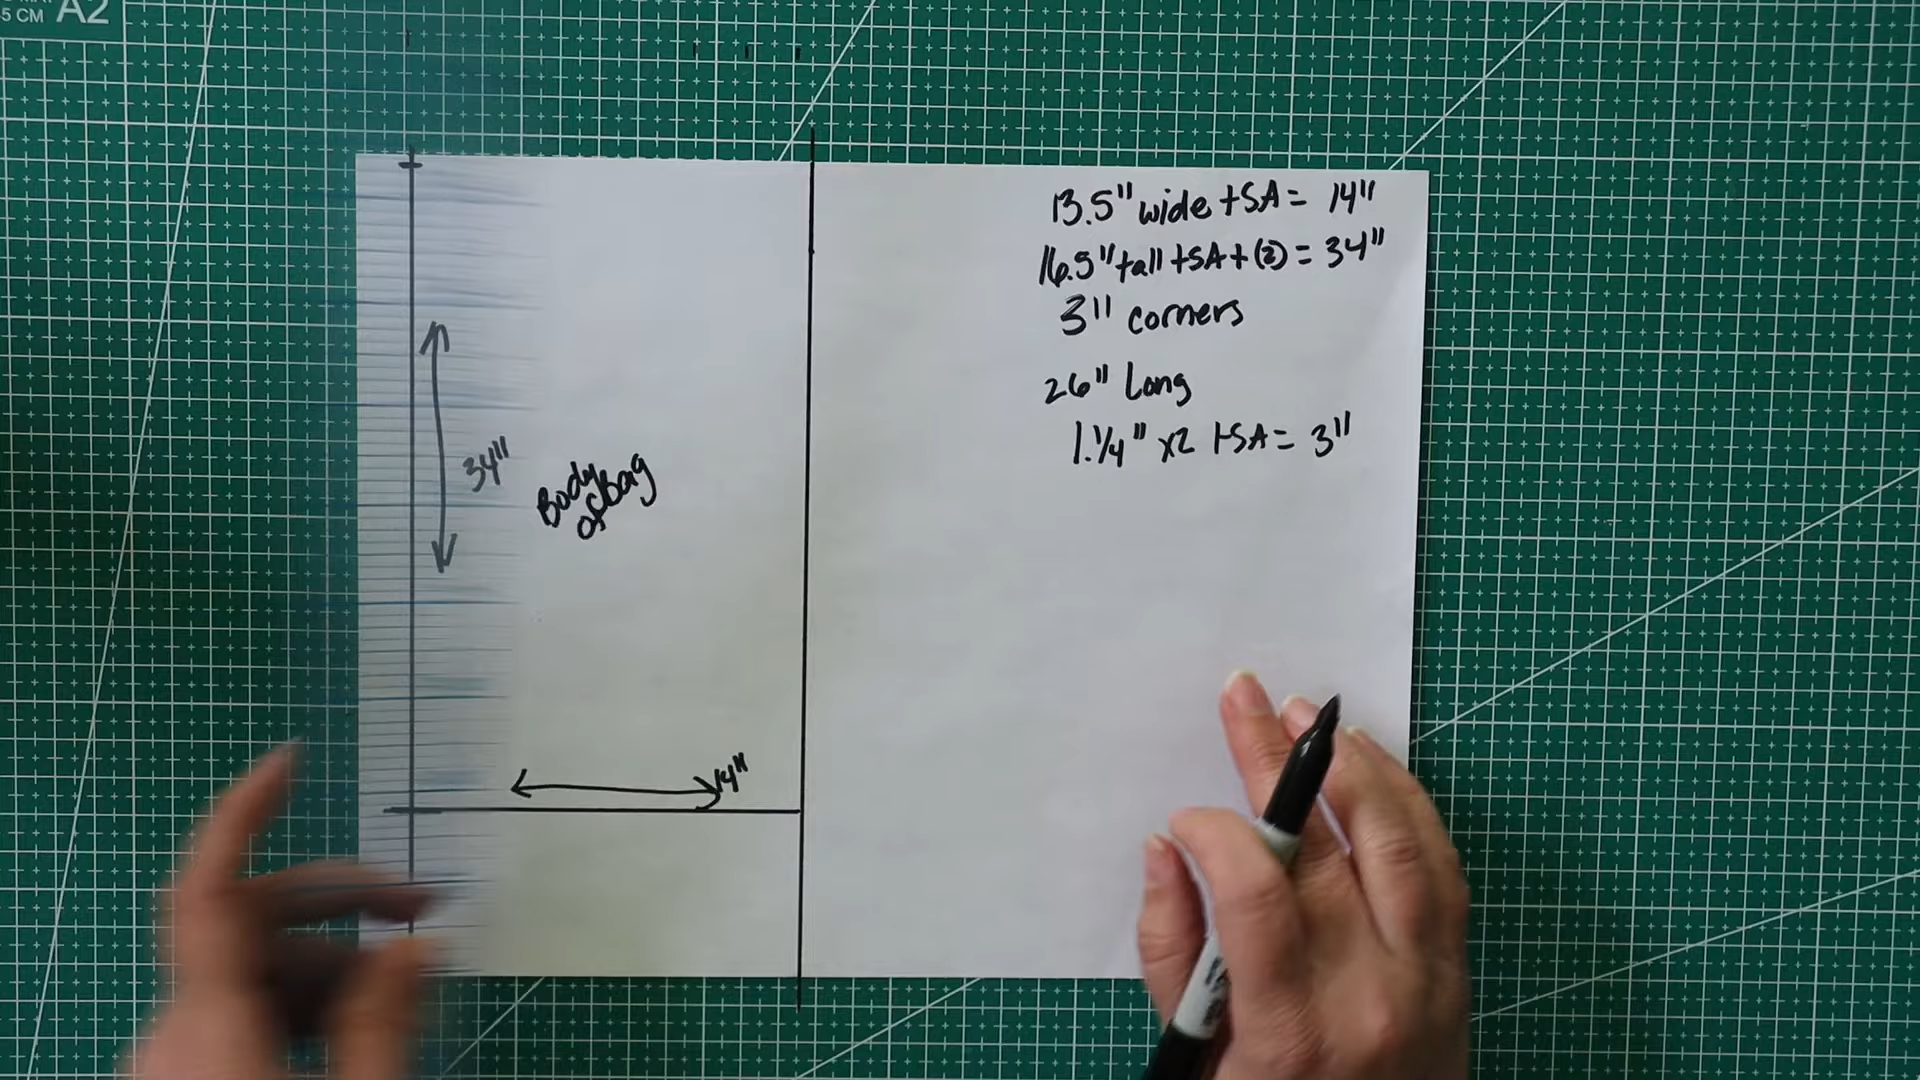 5 CM A2
13.5" wide +SA = 14"
16.5" tall +SA+(2) = 34"
3" corners
26" Long
1.1/4" x2 +SA = 3"
34"
Body
of Bag
14"